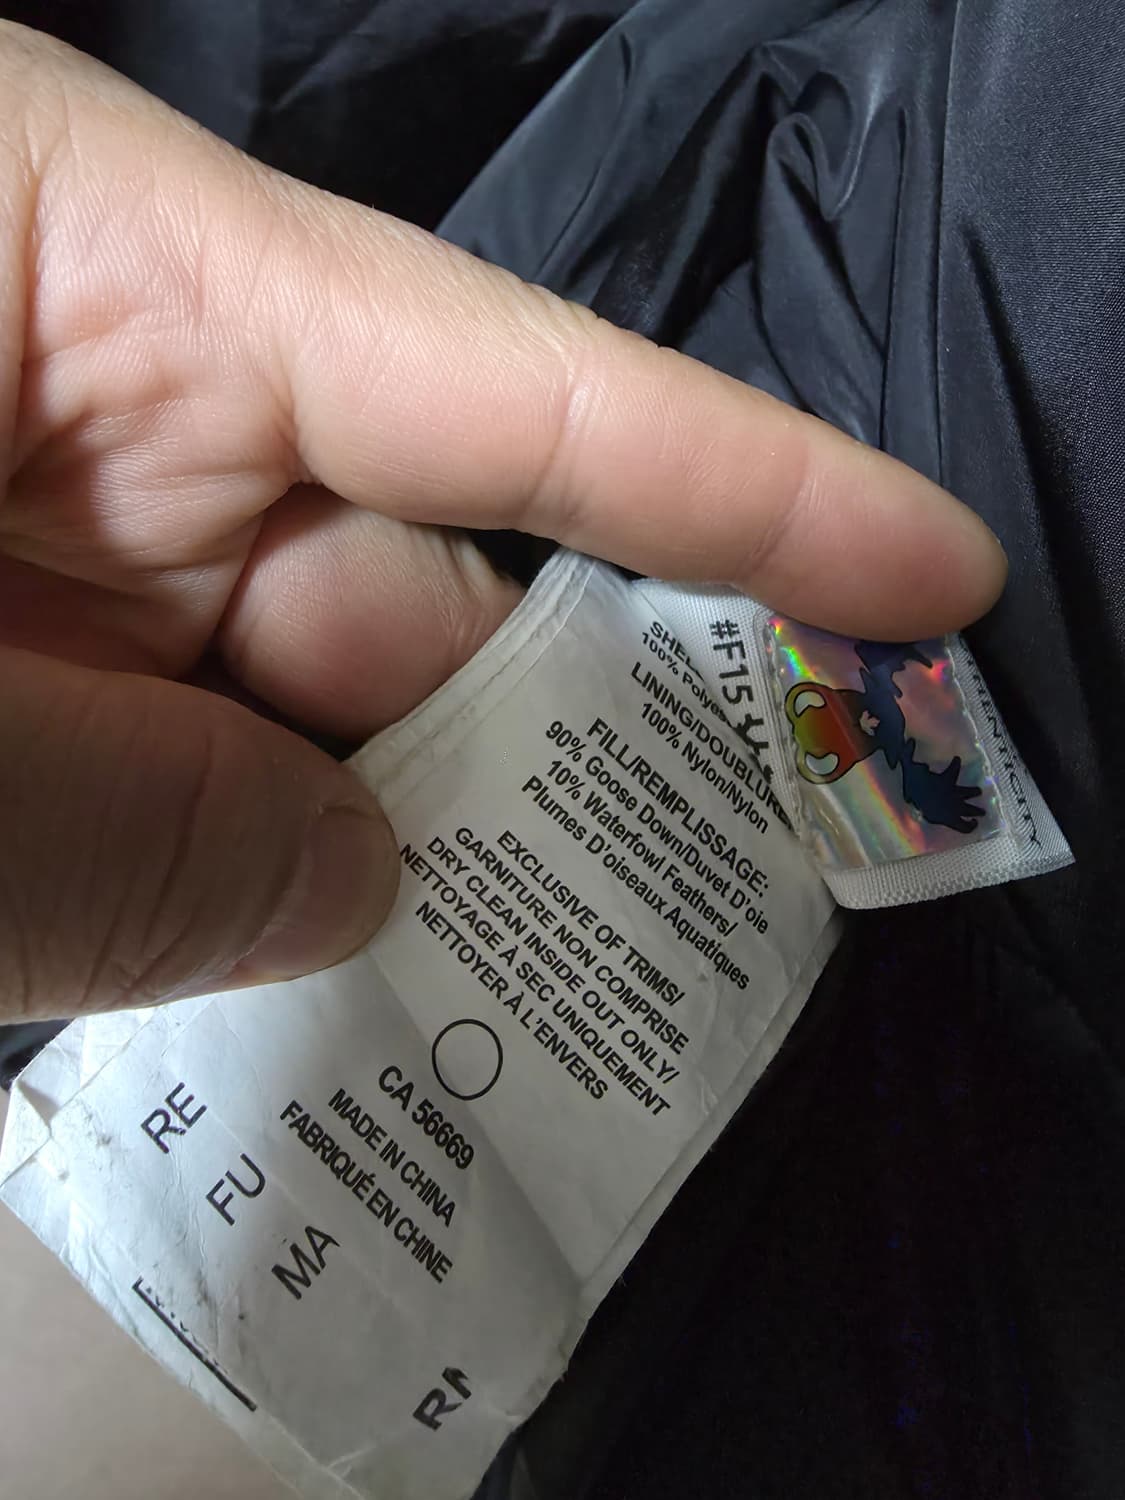 #F15
100% Polyes
LINING/DOUBLURE
100% Nylon/Nylon
FILL/REMPLISSAGE:
90% Goose Down/Duvet D'oie
10% Waterfowl Feathers/
Plumes D'oiseaux Aquatiques
EXCLUSIVE OF TRIMS/
GARNITURE NON COMPRISE
DRY CLEAN INSIDE OUT ONLY/
NETTOYAGE À SEC UNIQUEMENT
NETTOYER À L'ENVERS
CA 56669
MADE IN CHINA
FABRIQUÉ EN CHINE
RE
FU
MA